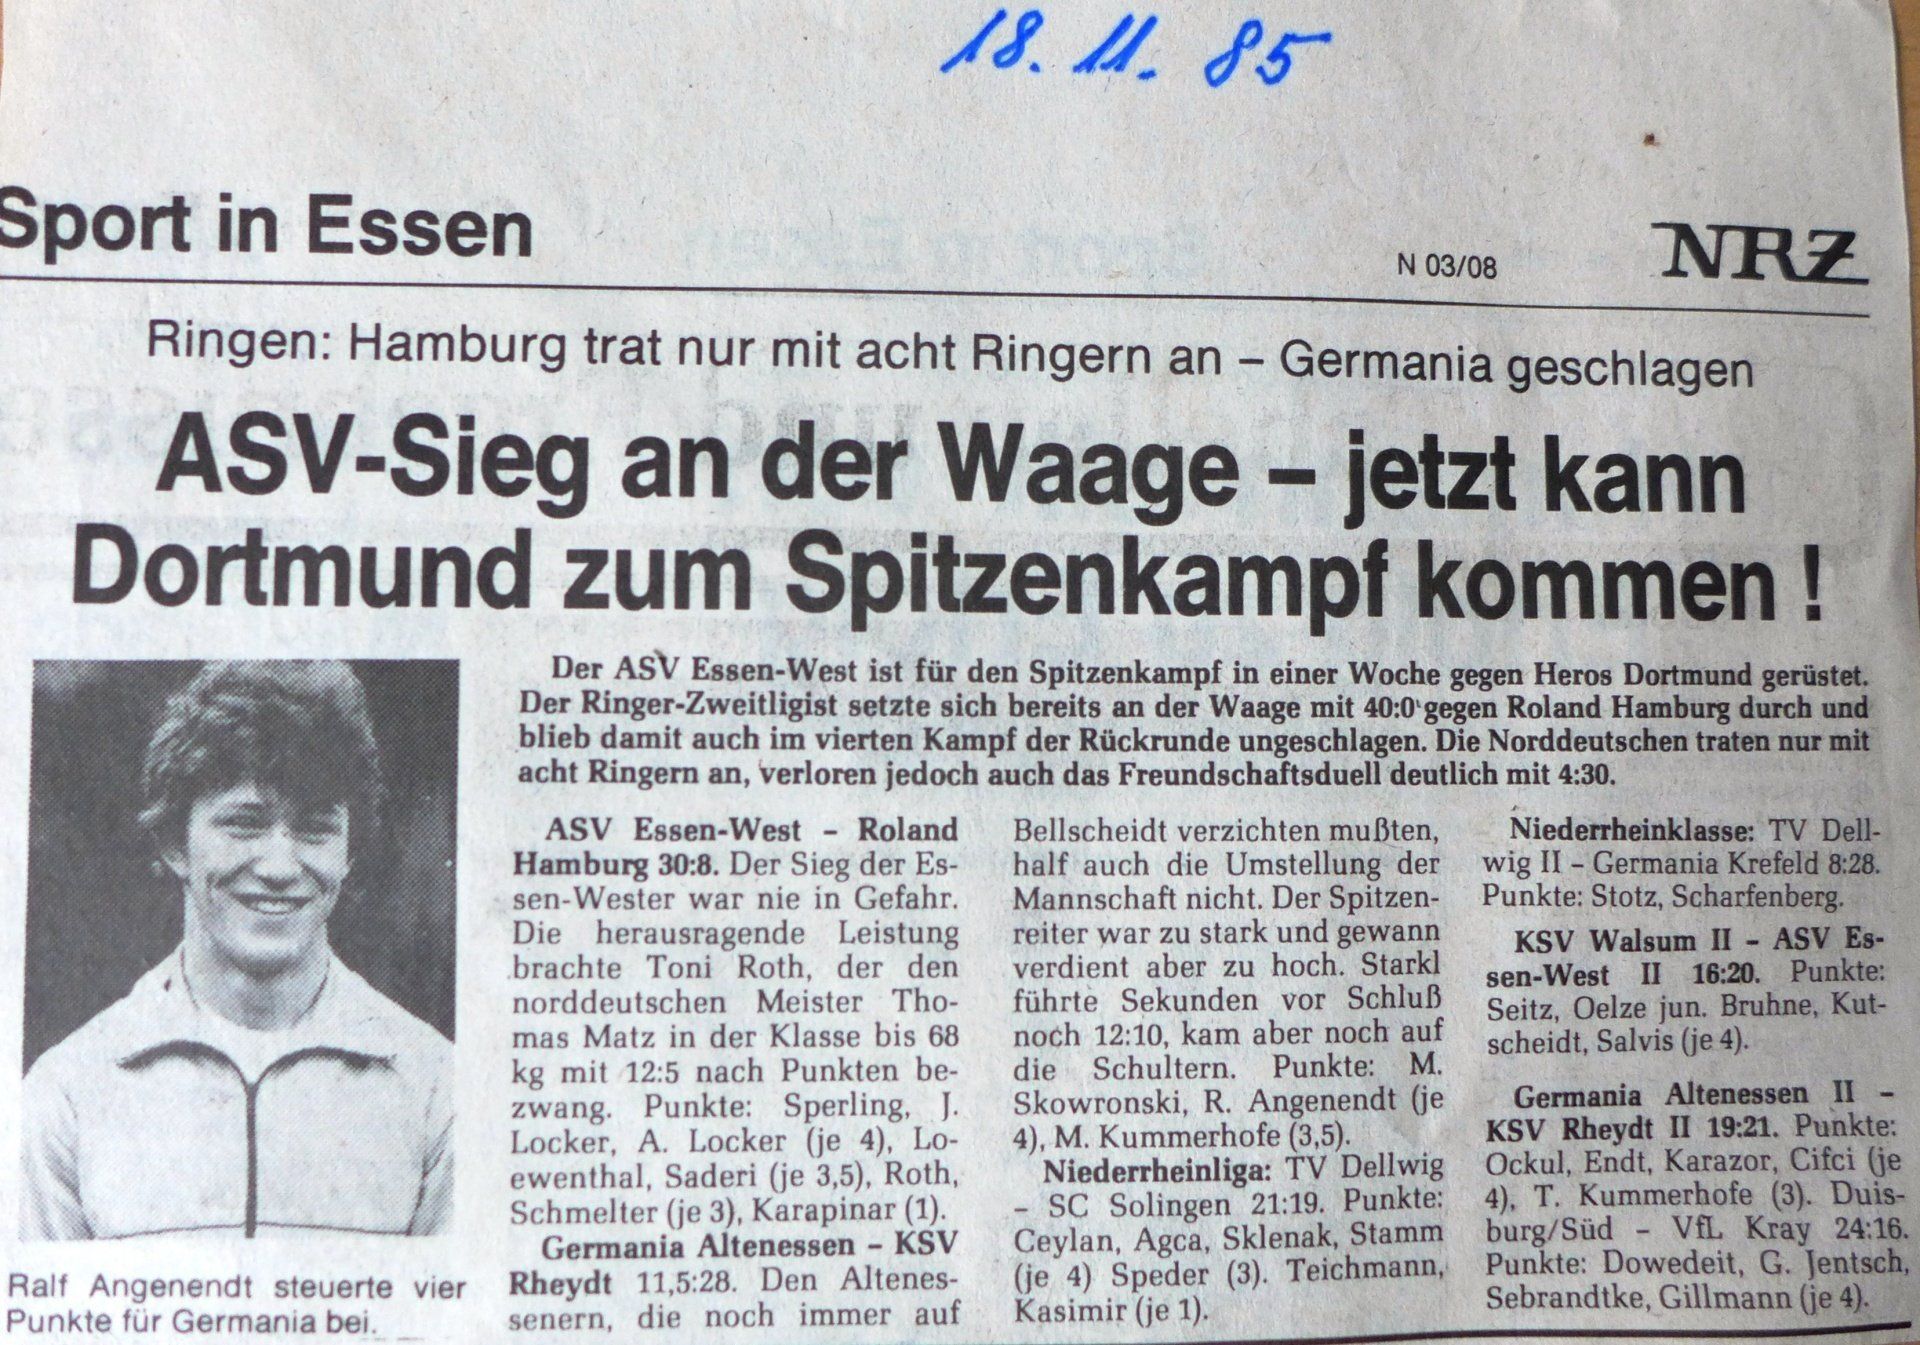 18. 11. 85
Sport in Essen
N 03/08
NRZ
Ringen: Hamburg trat nur mit acht Ringern an – Germania geschlagen
ASV-Sieg an der Waage – jetzt kann
Dortmund zum Spitzenkampf kommen !
Der ASV Essen-West ist für den Spitzenkampf in einer Woche gegen Heros Dortmund gerüstet.
Der Ringer-Zweitligist setzte sich bereits an der Waage mit 40:0 gegen Roland Hamburg durch und
blieb damit auch im vierten Kampf der Rückrunde ungeschlagen. Die Norddeutschen traten nur mit
acht Ringern an, verloren jedoch auch das Freundschaftsduell deutlich mit 4:30.
Ralf Angenendt steuerte vier
Punkte für Germania bei.
ASV Essen-West – Roland
Hamburg 30:8. Der Sieg der Es-
sen-Wester war nie in Gefahr.
Die herausragende Leistung
brachte Toni Roth, der den
norddeutschen Meister Tho-
mas Matz in der Klasse bis 68
kg mit 12:5 nach Punkten be-
zwang. Punkte: Sperling, J.
Locker, A. Locker (je 4), Lo-
ewenthal, Saderi (je 3,5), Roth,
Schmelter (je 3), Karapinar (1).
Germania Altenessen – KSV
Rheydt 11,5:28. Den Altenes-
senern, die noch immer auf
Bellscheidt verzichten mußten,
half auch die Umstellung der
Mannschaft nicht. Der Spitzen-
reiter war zu stark und gewann
verdient aber zu hoch. Starkl
führte Sekunden vor Schluß
noch 12:10, kam aber noch auf
die Schultern. Punkte: M.
Skowronski, R. Angenendt (je
4), M. Kummerhofe (3,5).
Niederrheinliga: TV Dellwig
– SC Solingen 21:19. Punkte:
Ceylan, Agca, Sklenak, Stamm
(je 4) Speder (3). Teichmann,
Kasimir (je 1).
Niederrheinklasse: TV Dell-
wig II – Germania Krefeld 8:28.
Punkte: Stotz, Scharfenberg.
KSV Walsum II – ASV Es-
sen-West II 16:20. Punkte:
Seitz, Oelze jun. Bruhne, Kut-
scheidt, Salvis (je 4).
Germania Altenessen II –
KSV Rheydt II 19:21. Punkte:
Ockul, Endt, Karazor, Cifci (je
4), T. Kummerhofe (3). Duis-
burg/Süd – VfL Kray 24:16.
Punkte: Dowedeit, G. Jentsch,
Sebrandtke, Gillmann (je 4).